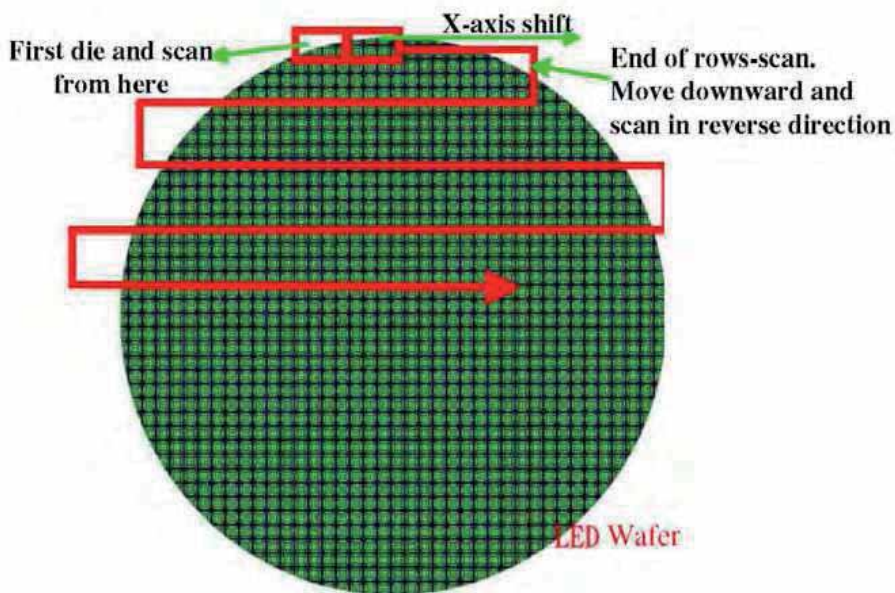 X-axis shift
First die and scan
from here
End of rows-scan.
Move downward and
scan in reverse direction
LED Wafer